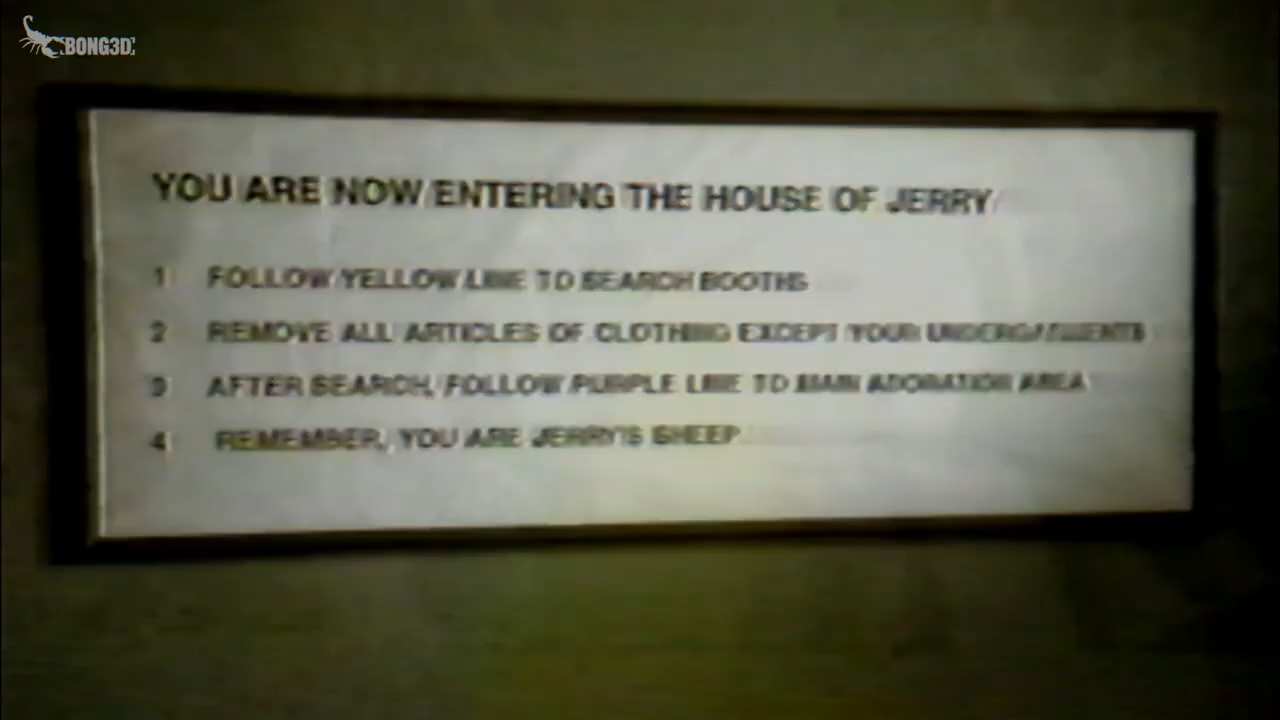 BONG3D
YOU ARE NOW ENTERING THE HOUSE OF JERRY
1 FOLLOW YELLOW LINE TO SEARCH BOOTHS
2 REMOVE ALL ARTICLES OF CLOTHING EXCEPT YOUR UNDERGARMENTS
3 AFTER SEARCH, FOLLOW PURPLE LINE TO MAIN ADORATION AREA
4 REMEMBER, YOU ARE JERRY'S SHEEP